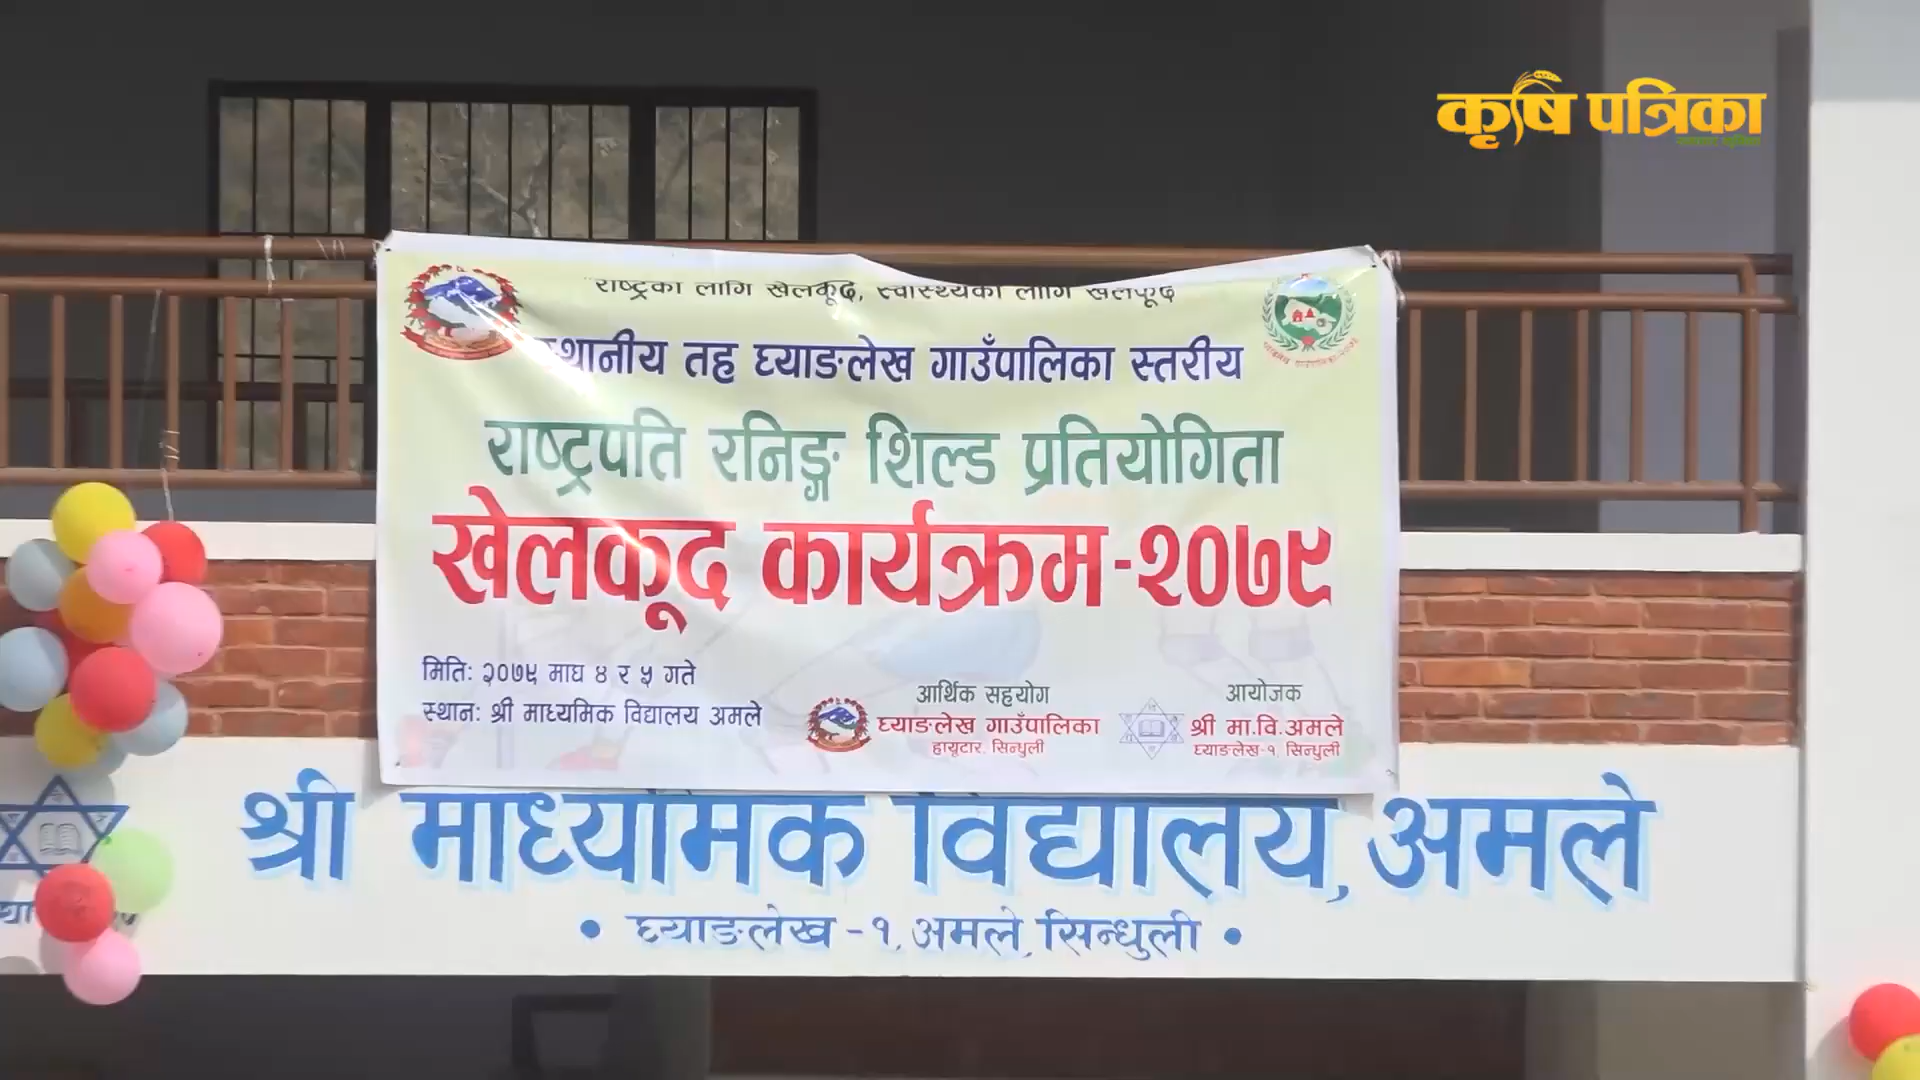 कृषि पत्रिका
राष्ट्रका लागि खेलकूद, स्वास्थ्यका लागि खेलकूद
स्थानीय तह घ्याङलेख गाउँपालिका स्तरीय
राष्ट्रपति रनिङ्ग शिल्ड प्रतियोगिता
खेलकूद कार्यक्रम-२०७९
मिति: २०७९ माघ ४ र ५ गते
स्थान: श्री माध्यमिक विद्यालय अमले
आर्थिक सहयोग
घ्याङलेख गाउँपालिका
हायूटार, सिन्धुली
आयोजक
श्री मा.वि.अमले
घ्याङलेख-१, सिन्धुली
श्री माध्यमिक विद्यालय, अमले
• घ्याङलेख - १, अमले, सिन्धुली •